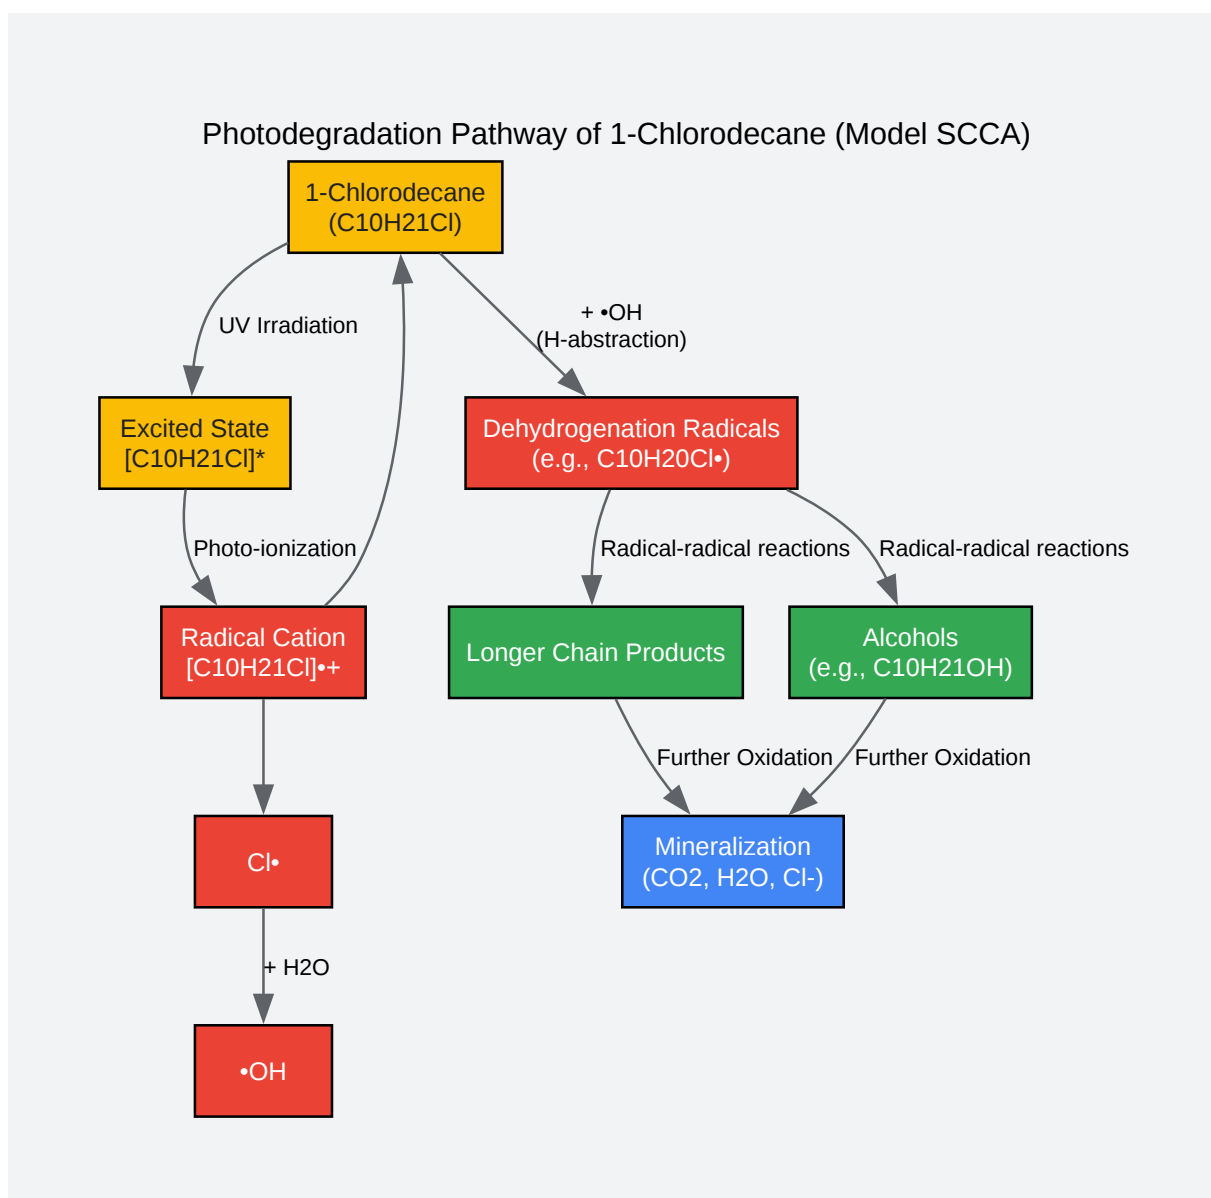 Photodegradation Pathway of 1-Chlorodecane (Model SCCA)
1-Chlorodecane
(C10H21Cl)
UV Irradiation
+ •OH
(H-abstraction)
Excited State
[C10H21Cl]*
Dehydrogenation Radicals
(e.g., C10H20Cl•)
Photo-ionization
Radical-radical reactions
Radical-radical reactions
Radical Cation
[C10H21Cl]•+
Longer Chain Products
Alcohols
(e.g., C10H21OH)
Further Oxidation
Further Oxidation
Cl•
Mineralization
(CO2, H2O, Cl-)
+ H2O
•OH